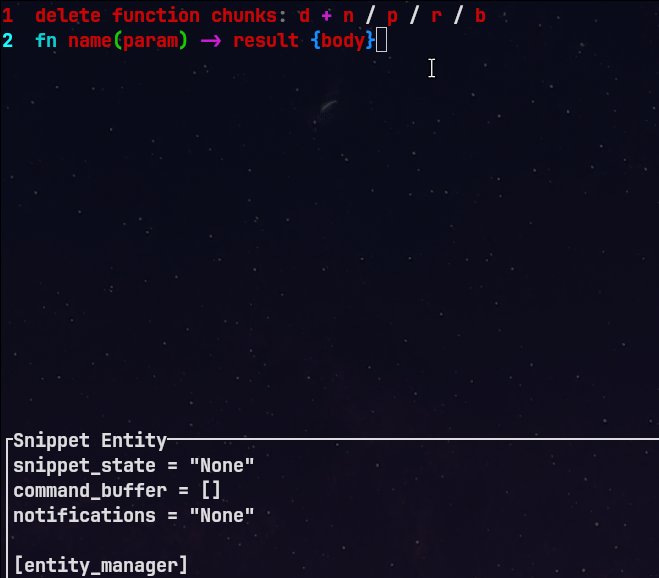 1 delete function chunks: d + n / p / r / b
2 fn name(param) -> result {body}
Snippet Entity
snippet_state = "None"
command_buffer = []
notifications = "None"
[entity_manager]